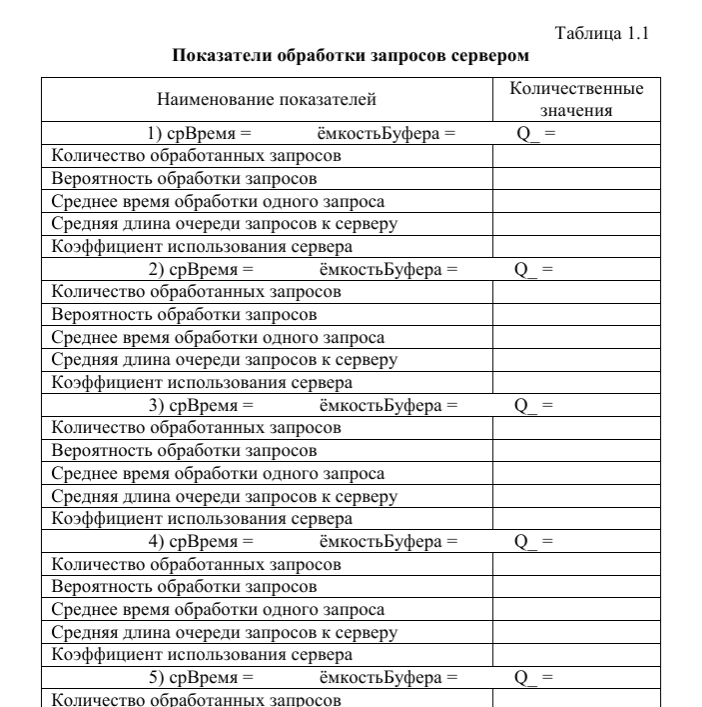 Таблица 1.1
Показатели обработки запросов сервером
Наименование показателей
Количественные
значения
1) срВремя = ёмкостьБуфера = Q_ =
Количество обработанных запросов
Вероятность обработки запросов
Среднее время обработки одного запроса
Средняя длина очереди запросов к серверу
Коэффициент использования сервера
2) срВремя = ёмкостьБуфера = Q_ =
Количество обработанных запросов
Вероятность обработки запросов
Среднее время обработки одного запроса
Средняя длина очереди запросов к серверу
Коэффициент использования сервера
3) срВремя = ёмкостьБуфера = Q_ =
Количество обработанных запросов
Вероятность обработки запросов
Среднее время обработки одного запроса
Средняя длина очереди запросов к серверу
Коэффициент использования сервера
4) срВремя = ёмкостьБуфера = Q_ =
Количество обработанных запросов
Вероятность обработки запросов
Среднее время обработки одного запроса
Средняя длина очереди запросов к серверу
Коэффициент использования сервера
5) срВремя = ёмкостьБуфера = Q_ =
Количество обработанных запросов